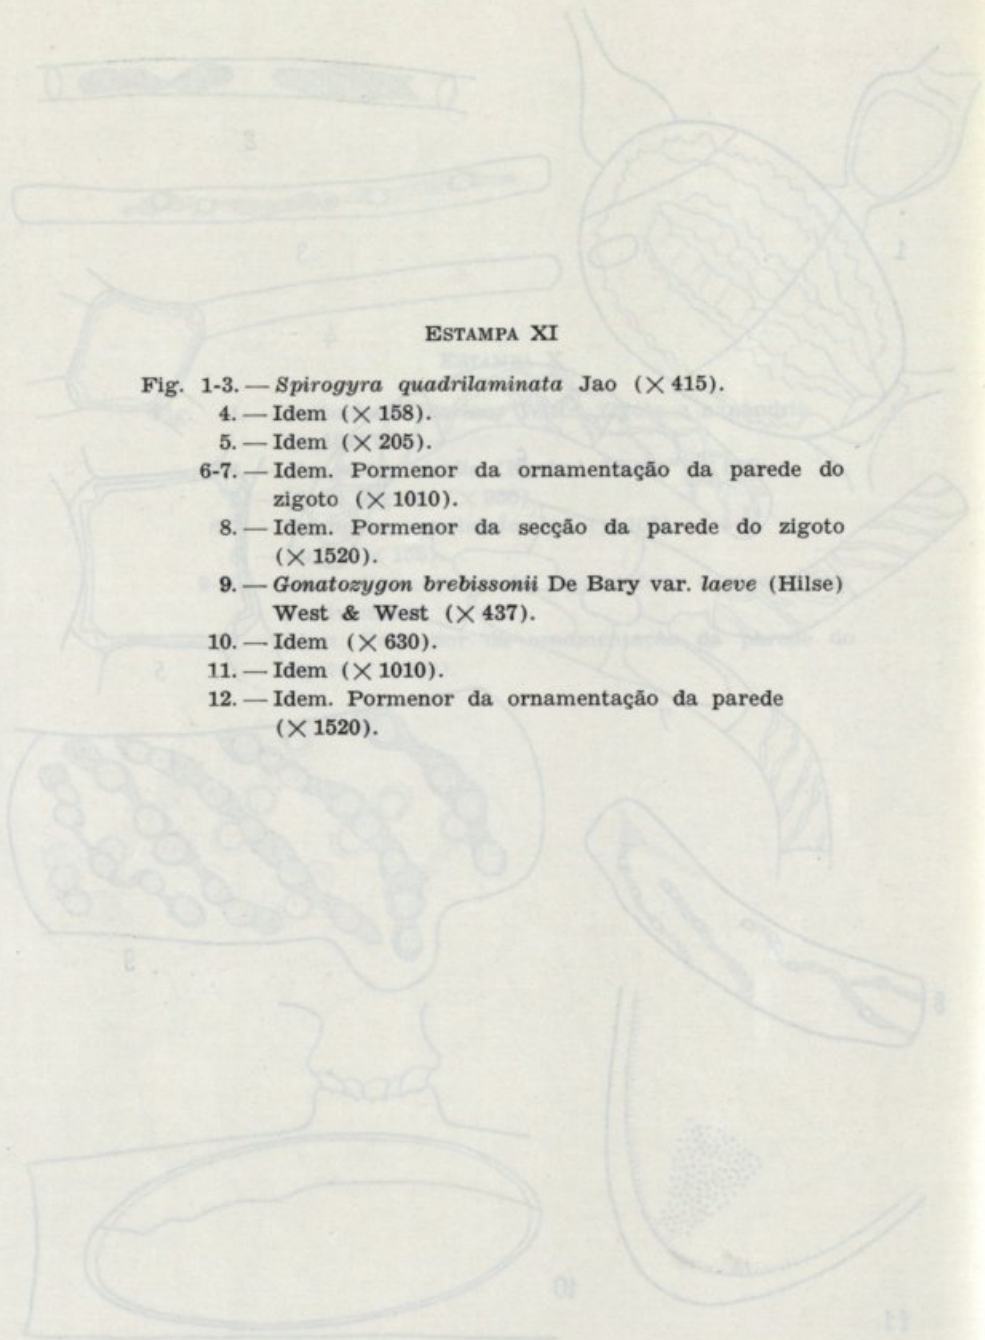 ESTAMPA XI
Fig. 1-3. — Spirogyra quadrilaminata Jao (× 415).
4. — Idem (× 158).
5. — Idem (× 205).
6-7. — Idem. Pormenor da ornamentação da parede do
zigoto (× 1010).
8. — Idem. Pormenor da secção da parede do zigoto
(× 1520).
9. — Gonatozygon brebissonii De Bary var. laeve (Hilse)
West & West (× 437).
10. — Idem (× 630).
11. — Idem (× 1010).
12. — Idem. Pormenor da ornamentação da parede
(× 1520).